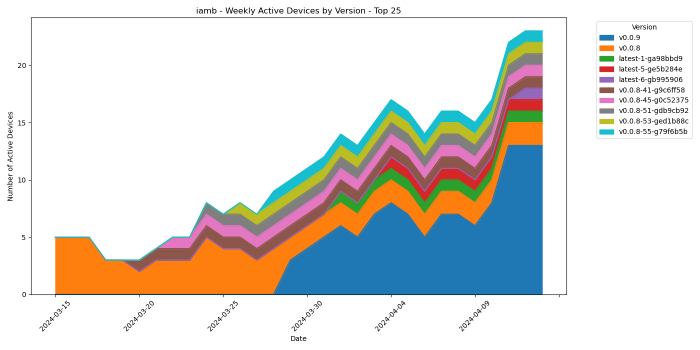 iamb - Weekly Active Devices by Version - Top 25
Number of Active Devices
20
15
10
5
0
2024-03-15
2024-03-20
2024-03-25
2024-03-30
2024-04-04
2024-04-09
Date
Version
v0.0.9
v0.0.8
latest-1-ga98bbd9
latest-5-ge5b284e
latest-6-gb995906
v0.0.8-41-g9c6ff58
v0.0.8-45-g0c52375
v0.0.8-51-gdb9cb92
v0.0.8-53-ged1b88c
v0.0.8-55-g79f6b5b